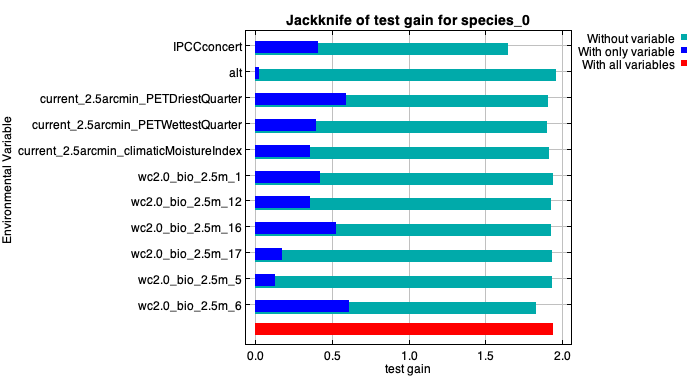 Jackknife of test gain for species_0
Without variable
With only variable
With all variables
Environmental Variable
IPCCconcert
alt
current_2.5arcmin_PETDriestQuarter
current_2.5arcmin_PETWettestQuarter
current_2.5arcmin_climaticMoistureIndex
wc2.0_bio_2.5m_1
wc2.0_bio_2.5m_12
wc2.0_bio_2.5m_16
wc2.0_bio_2.5m_17
wc2.0_bio_2.5m_5
wc2.0_bio_2.5m_6
0.0 0.5 1.0 1.5 2.0
test gain